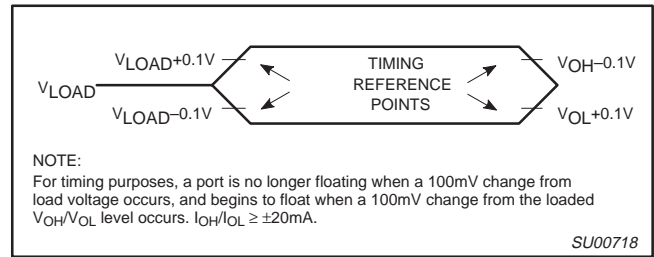 VLOAD+0.1V TIMING VOH–0.1V
VLOAD REFERENCE
VLOAD–0.1V POINTS VOL+0.1V
NOTE:
For timing purposes, a port is no longer floating when a 100mV change from
load voltage occurs, and begins to float when a 100mV change from the loaded
VOH/VOL level occurs. IOH/IOL ≥ ±20mA.
SU00718